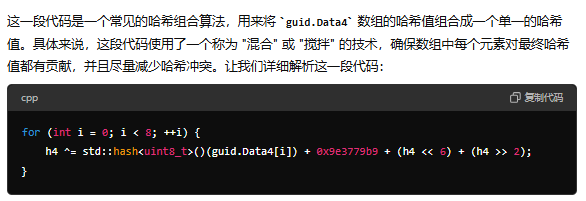 这一段代码是一个常见的哈希组合算法，用来将 `guid.Data4` 数组的哈希值组合成一个单一的哈希
值。具体来说，这段代码使用了一个称为 "混合" 或 "搅拌" 的技术，确保数组中每个元素对最终哈希
值都有贡献，并且尽量减少哈希冲突。让我们详细解析这一段代码：
cpp 复制代码
for (int i = 0; i < 8; ++i) {
    h4 ^= std::hash<uint8_t>()(guid.Data4[i]) + 0x9e3779b9 + (h4 << 6) + (h4 >> 2);
}